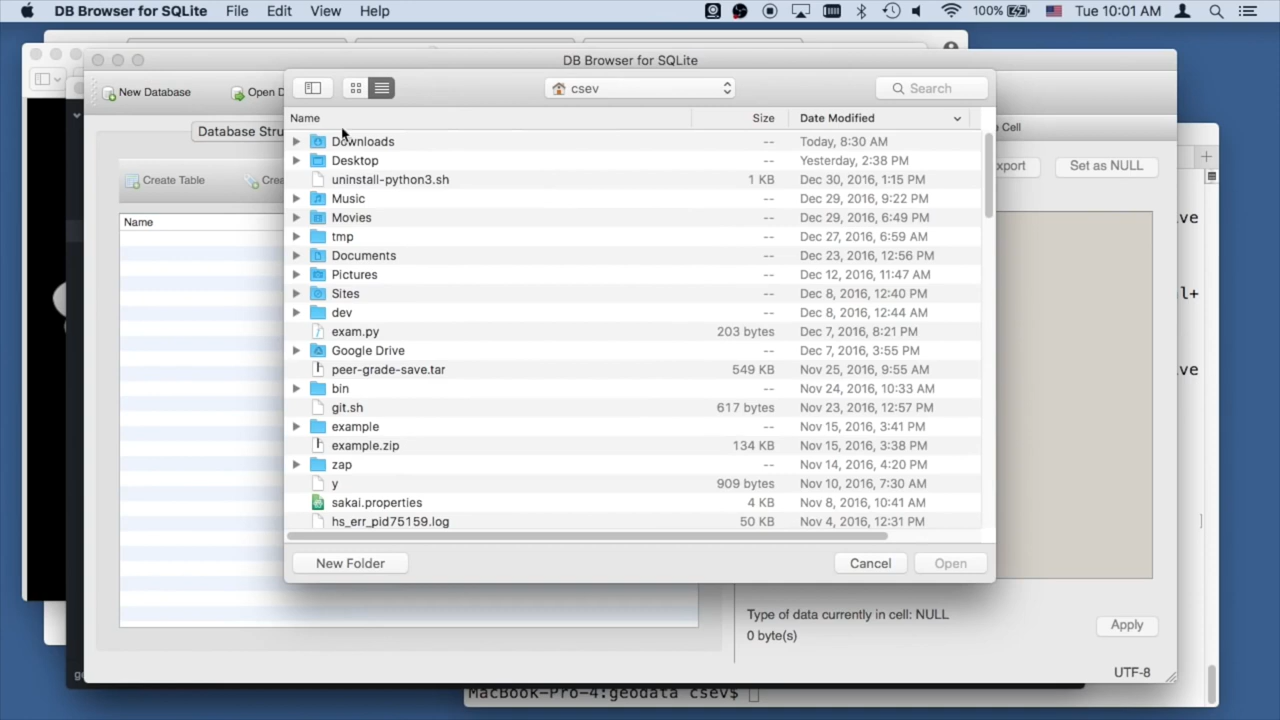 DB Browser for SQLite File Edit View Help 100% Tue 10:01 AM
DB Browser for SQLite
New Database Open D csev Search
Name Size Date Modified
Database Stru Cell
Downloads -- Today, 8:30 AM
Desktop -- Yesterday, 2:38 PM
xport Set as NULL
Create Table Crea
uninstall-python3.sh 1 KB Dec 30, 2016, 1:15 PM
Music -- Dec 29, 2016, 9:22 PM
Name
Movies -- Dec 29, 2016, 6:49 PM ve
tmp -- Dec 27, 2016, 6:59 AM
Documents -- Dec 23, 2016, 12:56 PM
Pictures -- Dec 12, 2016, 11:47 AM
Sites -- Dec 8, 2016, 12:40 PM l+
dev -- Dec 8, 2016, 12:44 AM
exam.py 203 bytes Dec 7, 2016, 8:21 PM
Google Drive -- Dec 7, 2016, 3:55 PM
peer-grade-save.tar 549 KB Nov 25, 2016, 9:55 AM ve
bin -- Nov 24, 2016, 10:33 AM
git.sh 617 bytes Nov 23, 2016, 12:57 PM
example -- Nov 15, 2016, 3:41 PM
example.zip 134 KB Nov 15, 2016, 3:38 PM
zap -- Nov 14, 2016, 4:20 PM
y 909 bytes Nov 10, 2016, 7:30 AM
sakai.properties 4 KB Nov 8, 2016, 10:41 AM
hs_err_pid75159.log 50 KB Nov 4, 2016, 12:31 PM
New Folder Cancel Open
Type of data currently in cell: NULL
0 byte(s)
Apply
UTF-8
MacBook-Pro-4:geodata csev$